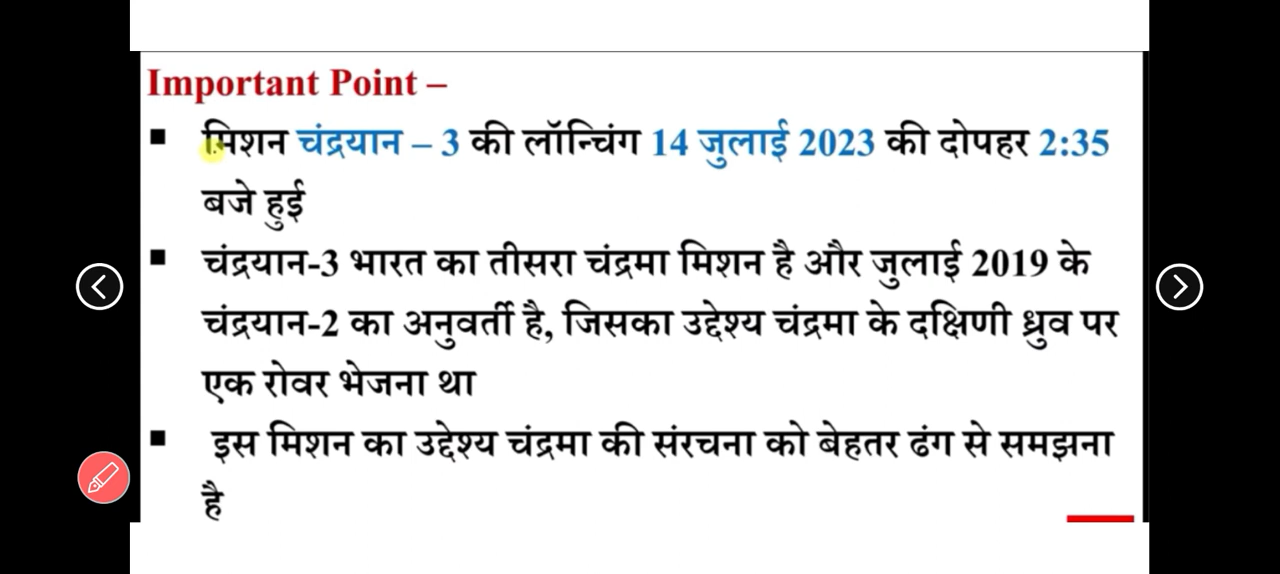 Important Point –
▪ मिशन चंद्रयान – 3 की लॉन्चिंग 14 जुलाई 2023 की दोपहर 2:35
बजे हुई
▪ चंद्रयान-3 भारत का तीसरा चंद्रमा मिशन है और जुलाई 2019 के
चंद्रयान-2 का अनुवर्ती है, जिसका उद्देश्य चंद्रमा के दक्षिणी ध्रुव पर
एक रोवर भेजना था
▪ इस मिशन का उद्देश्य चंद्रमा की संरचना को बेहतर ढंग से समझना
है